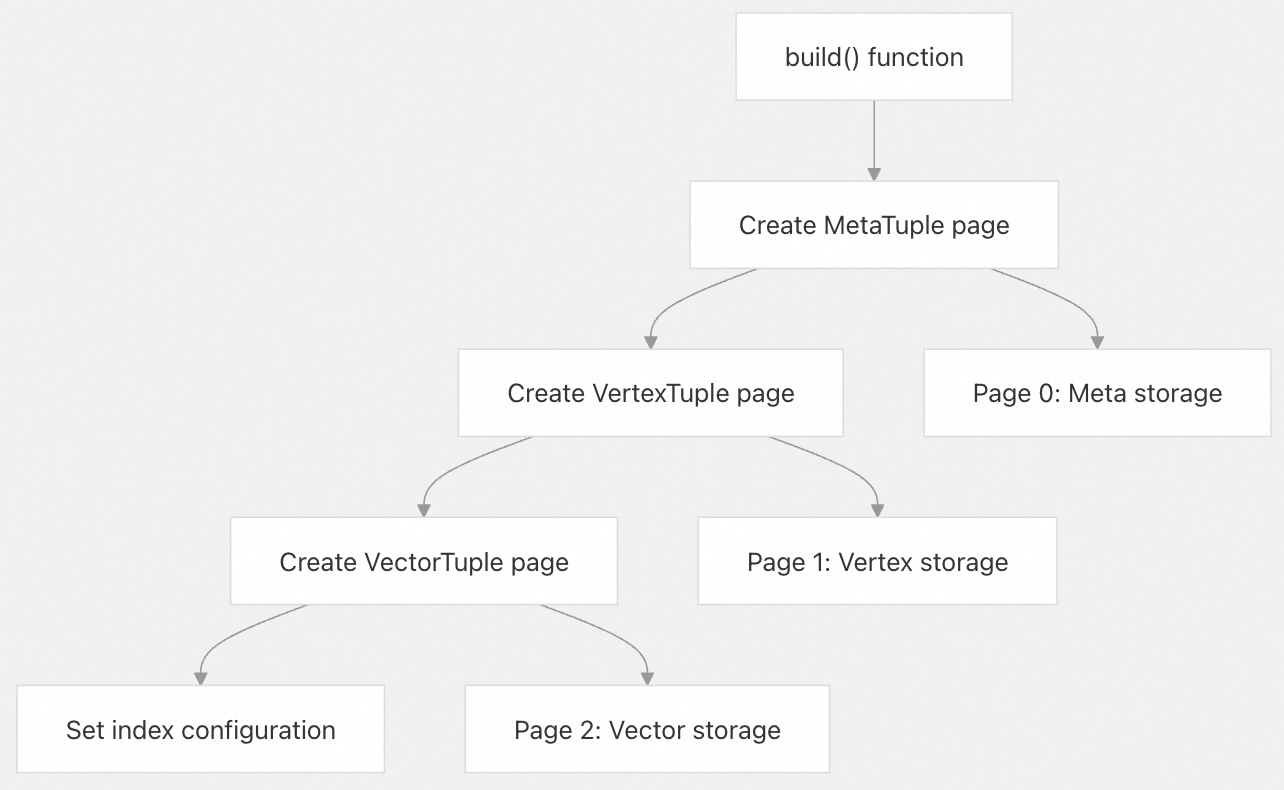 build() function
Create MetaTuple page
Create VertexTuple page
Page 0: Meta storage
Create VectorTuple page
Page 1: Vertex storage
Set index configuration
Page 2: Vector storage